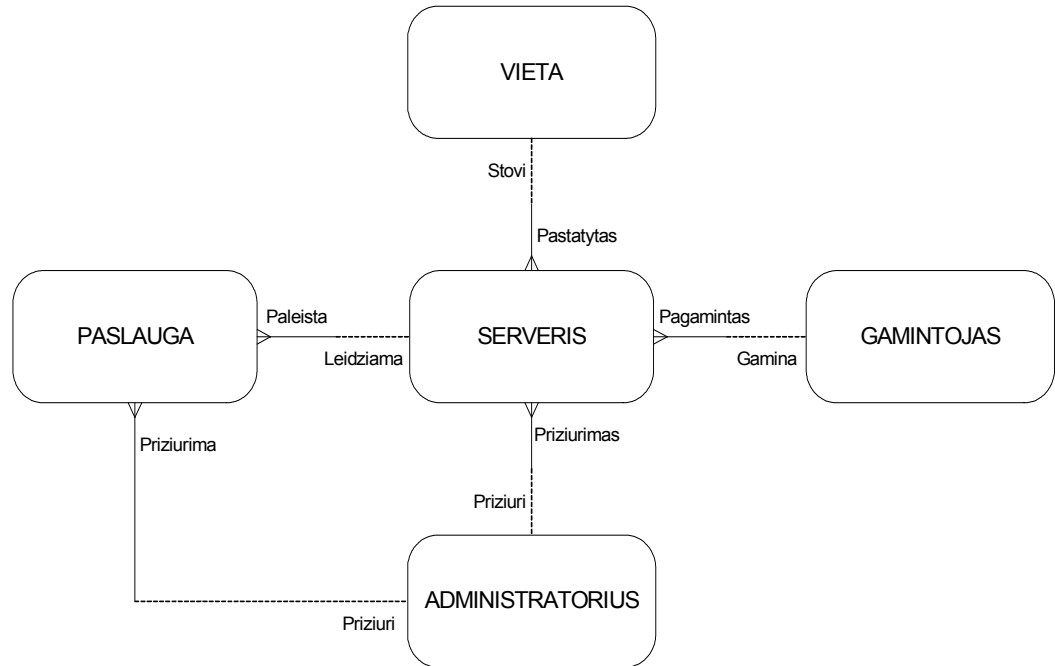 VIETA
Stovi
Pastatytas
PASLAUGA
Paleista
Leidziama
SERVERIS
Pagamintas
Gamina
GAMINTOJAS
Priziurima
Priziurimas
Priziuri
ADMINISTRATORIUS
Priziuri